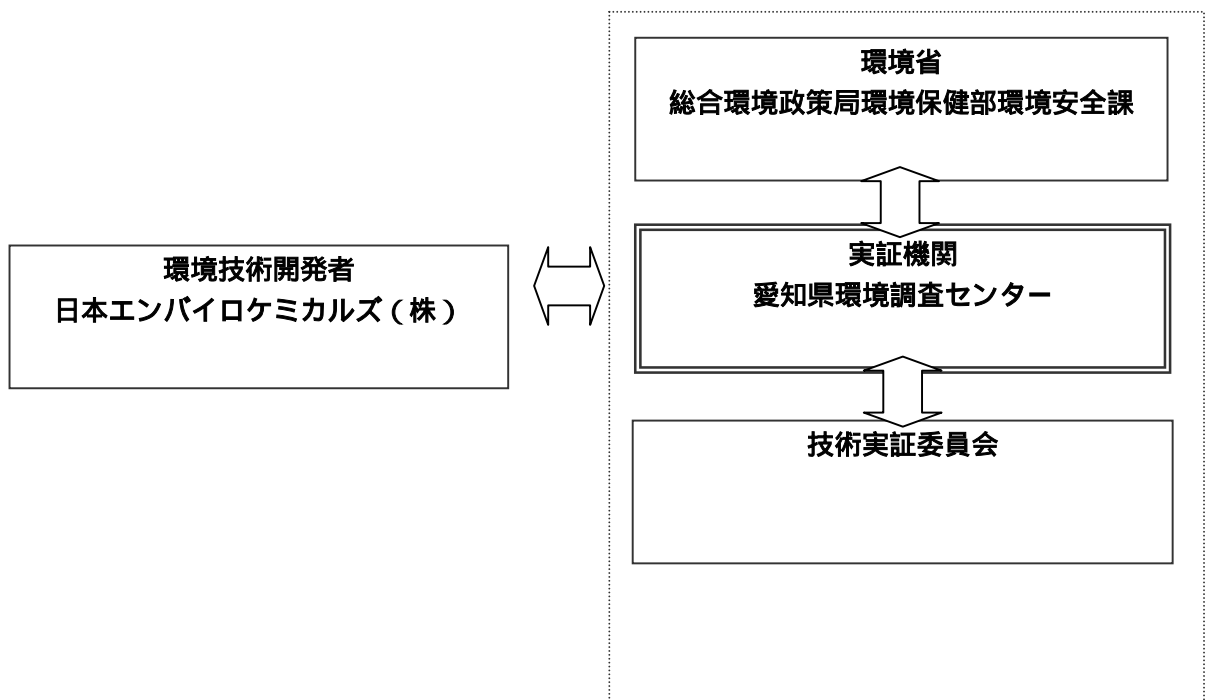 環境省
総合環境政策局環境保健部環境安全課
環境技術開発者
日本エンバイロケミカルズ（株）
実証機関
愛知県環境調査センター
技術実証委員会